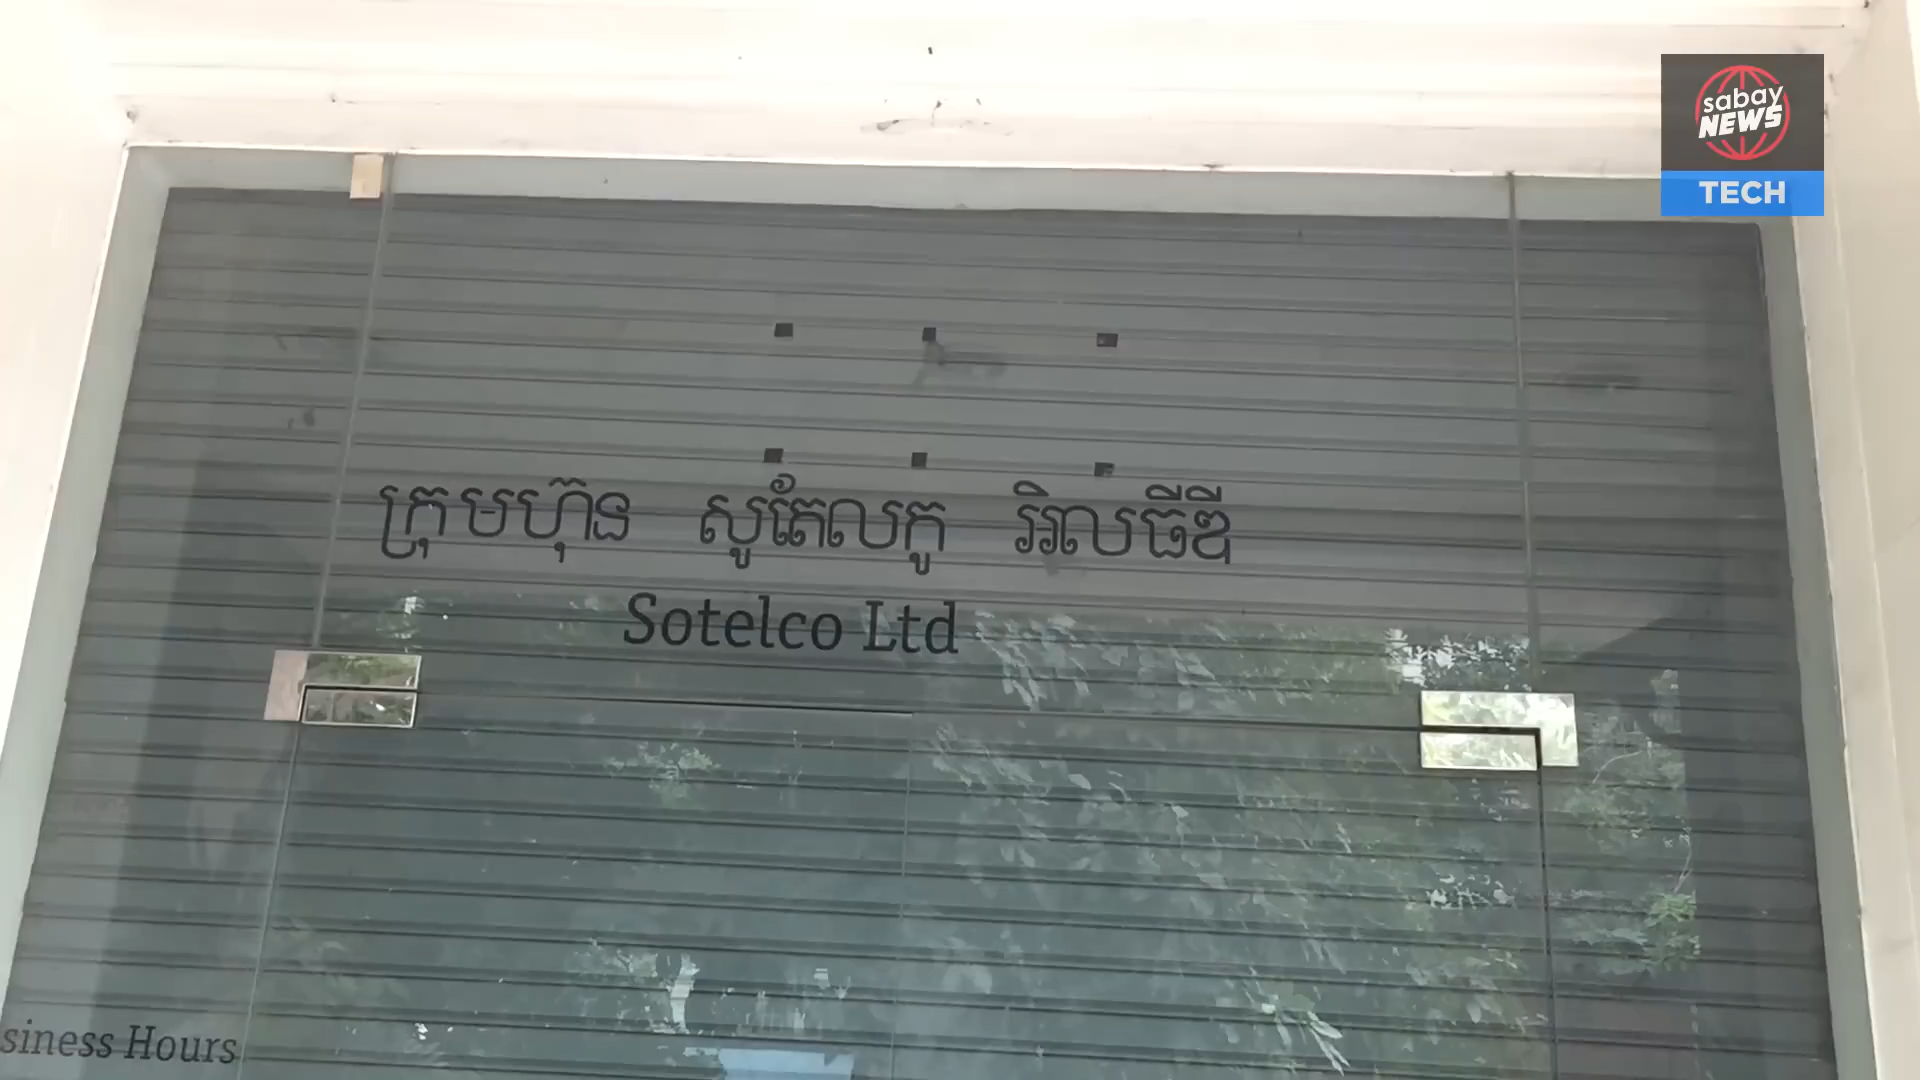 sabay
NEWS
TECH
ក្រុមហ៊ុន សូតែលកូ អិលធីឌី
Sotelco Ltd
siness Hours